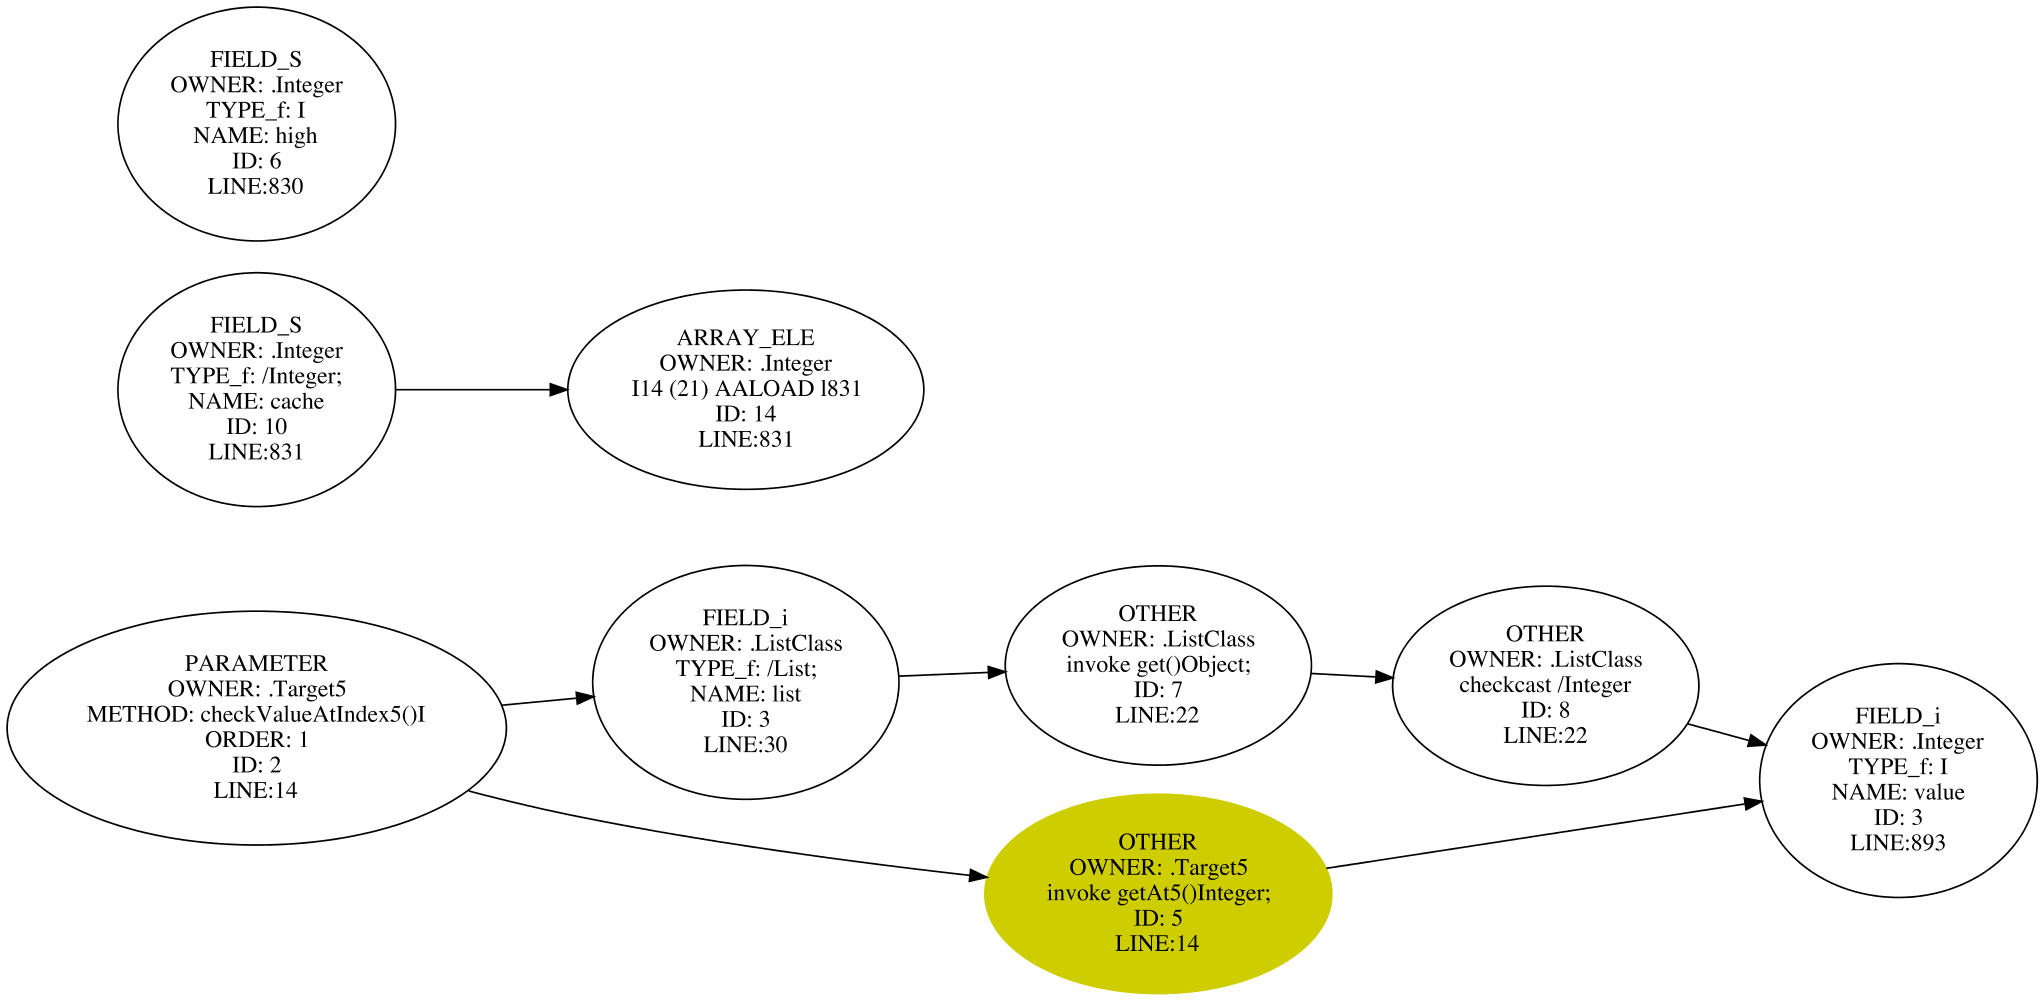 FIELD_S
OWNER: .Integer
TYPE_f: I
NAME: high
ID: 6
LINE:830
FIELD_S
OWNER: .Integer
TYPE_f: /Integer;
NAME: cache
ID: 10
LINE:831
ARRAY_ELE
OWNER: .Integer
I14 (21) AALOAD l831
ID: 14
LINE:831
PARAMETER
OWNER: .Target5
METHOD: checkValueAtIndex5()I
ORDER: 1
ID: 2
LINE:14
FIELD_i
OWNER: .ListClass
TYPE_f: /List;
NAME: list
ID: 3
LINE:30
OTHER
OWNER: .ListClass
invoke get()Object;
ID: 7
LINE:22
OTHER
OWNER: .ListClass
checkcast /Integer
ID: 8
LINE:22
FIELD_i
OWNER: .Integer
TYPE_f: I
NAME: value
ID: 3
LINE:893
OTHER
OWNER: .Target5
invoke getAt5()Integer;
ID: 5
LINE:14